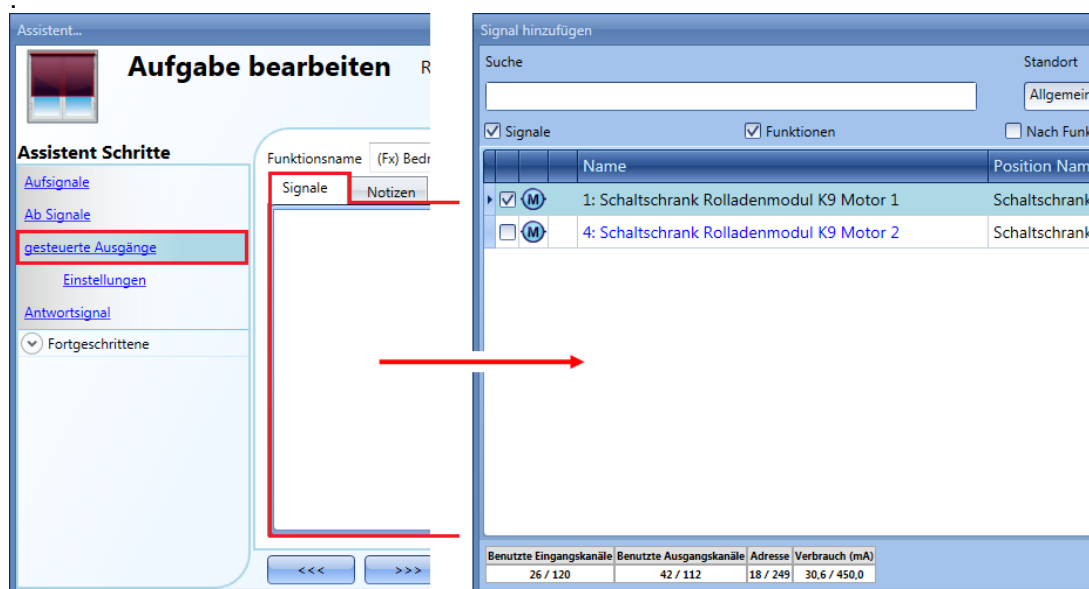 .
Assistent...
Aufgabe bearbeiten R
Assistent Schritte
Aufsignale
Ab Signale
gesteuerte Ausgänge
Einstellungen
Antwortsignal
Fortgeschrittene
Funktionsname (Fx) Bedr
Signale Notizen
<<< >>>
Signal hinzufügen
Suche Standort
Allgemein
Signale Funktionen Nach Funk
Name Position Nam
M 1: Schaltschrank Rolladenmodul K9 Motor 1 Schaltschrank
M 4: Schaltschrank Rolladenmodul K9 Motor 2 Schaltschrank
Benutzte Eingangskanäle Benutzte Ausgangskanäle Adresse Verbrauch (mA)
26 / 120 42 / 112 18 / 249 30,6 / 450,0